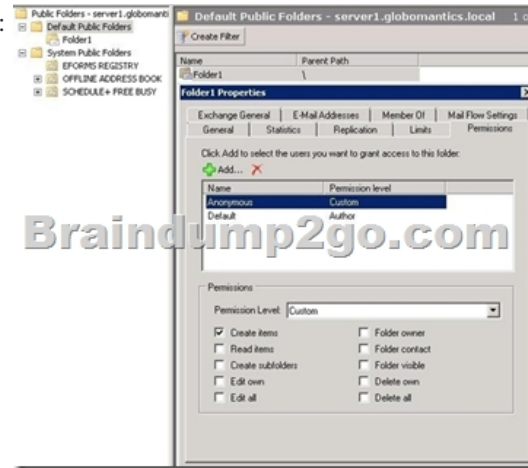 :
Public Folders - server1.globomanti
Default Public Folders
Folder1
System Public Folders
EFORMS REGISTRY
OFFLINE ADDRESS BOOK
SCHEDULE+ FREE BUSY
Default Public Folders - server1.globomantics.local 1 o
Create Filter
Name Parent Path
Folder1 \
Folder1 Properties
Exchange General E-Mail Addresses Member Of Mail Flow Settings
General Statistics Replication Limits Permissions
Click Add to select the users you want to grant access to this folder.
Add...
Name Permission level
Anonymous Custom
Default Author
Braindump2go.com
Permissions
Permission Level: Custom
Create items Folder owner
Read items Folder contact
Create subfolders Folder visible
Edit own Delete own
Edit all Delete all